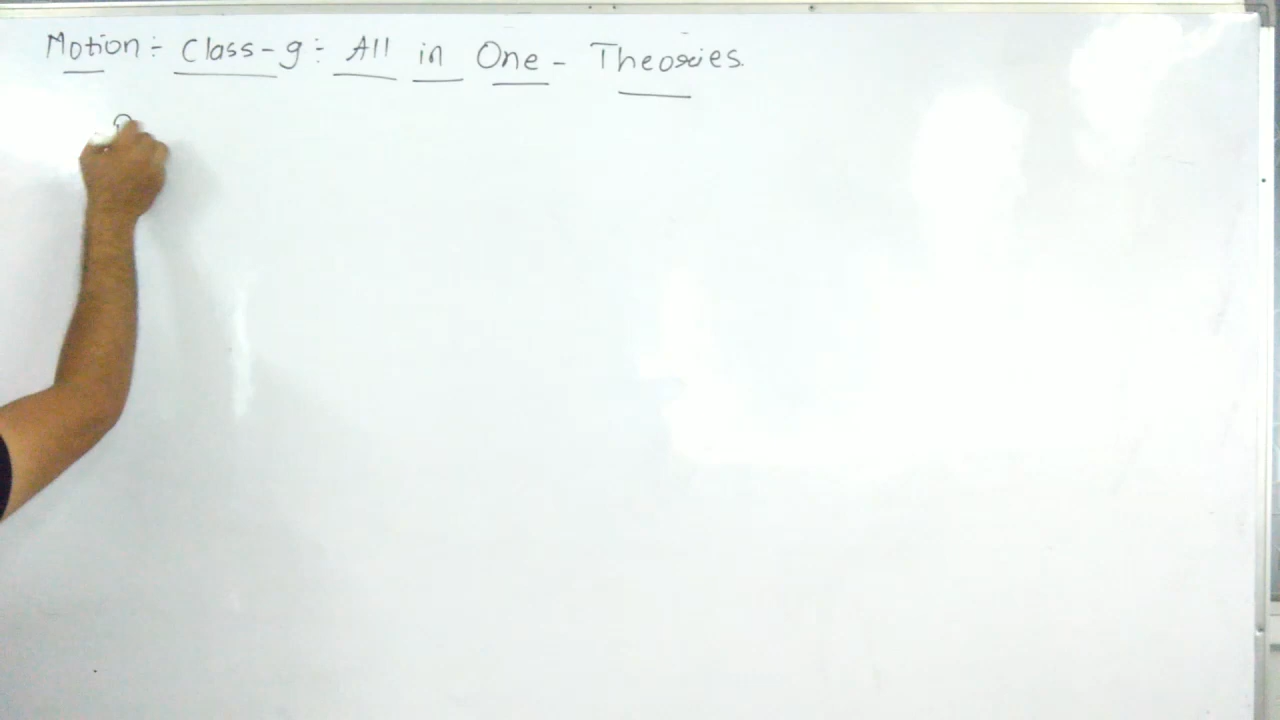 Motion :- Class-9 :- All in One - Theories.